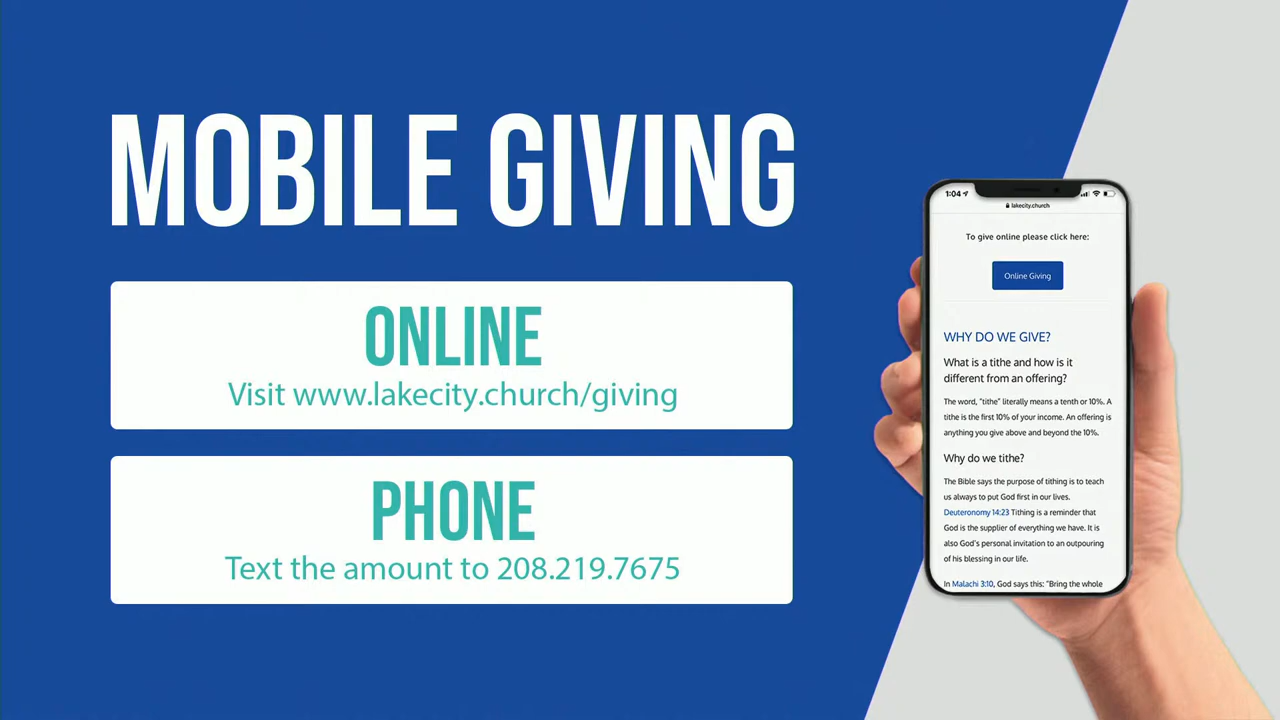 MOBILE GIVING
ONLINE
Visit www.lakecity.church/giving
PHONE
Text the amount to 208.219.7675
1:04
lakecity.church
To give online please click here:
Online Giving
WHY DO WE GIVE?
What is a tithe and how is it
different from an offering?
The word, "tithe" literally means a tenth or 10%. A
tithe is the first 10% of your income. An offering is
anything you give above and beyond the 10%.
Why do we tithe?
The Bible says the purpose of tithing is to teach
us always to put God first in our lives.
Deuteronomy 14:23 Tithing is a reminder that
God is the supplier of everything we have. It is
also God's personal invitation to an outpouring
of his blessing in our life.
In Malachi 3:10, God says this: "Bring the whole